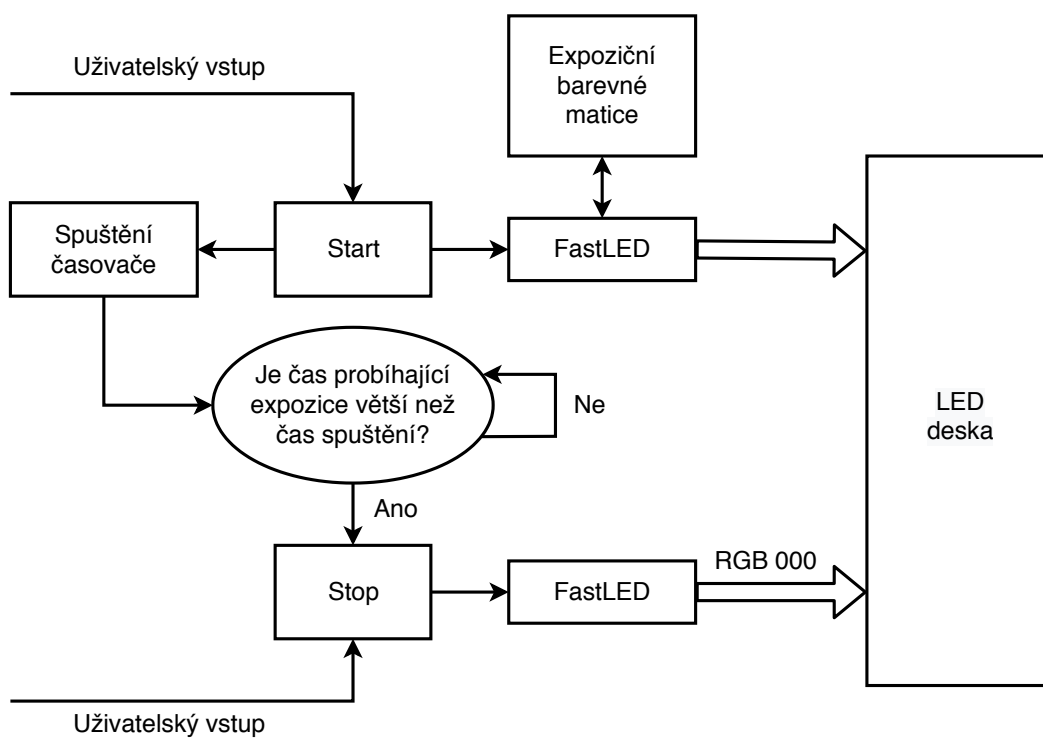 Uživatelský vstup
Expoziční
barevné
matice
Spuštění
časovače
Start
FastLED
Je čas probíhající
expozice větší než
čas spuštění?
Ne
LED
deska
Ano
Stop
FastLED
RGB 000
Uživatelský vstup